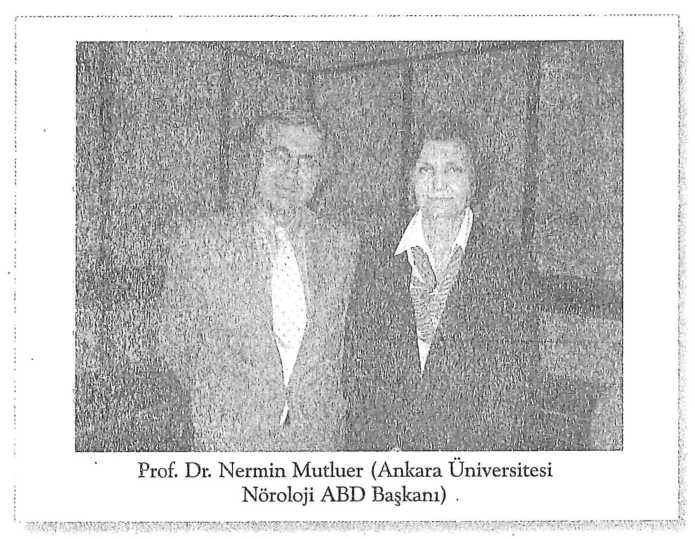 Prof. Dr. Nermin Mutluer (Ankara Üniversitesi
Nöroloji ABD Başkanı)